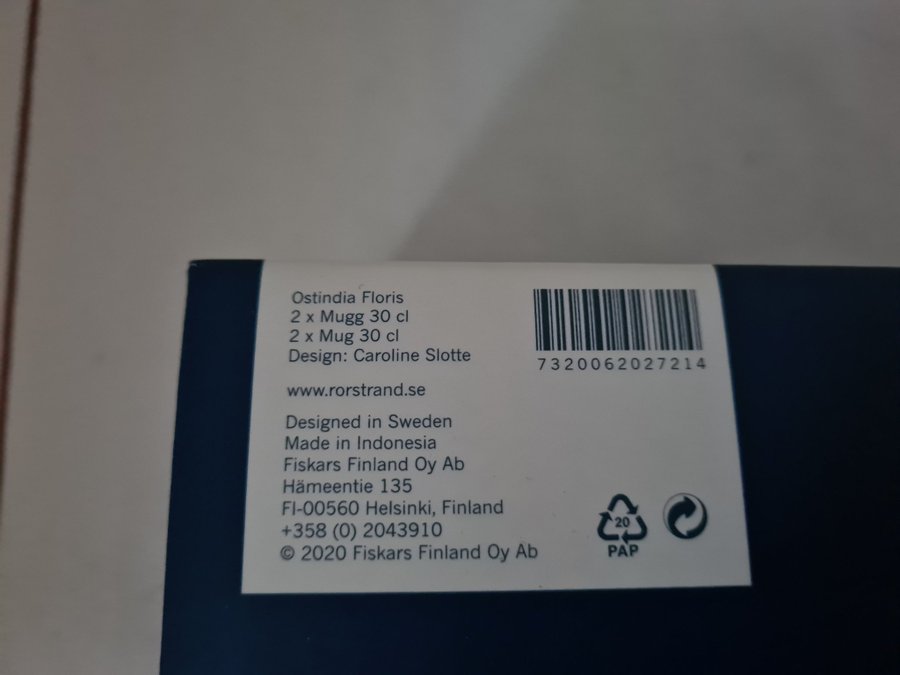 Ostindia Floris
2 x Mugg 30 cl
2 x Mug 30 cl
Design: Caroline Slotte
www.rorstrand.se
Designed in Sweden
Made in Indonesia
Fiskars Finland Oy Ab
Hämeentie 135
FI-00560 Helsinki, Finland
+358 (0) 2043910
© 2020 Fiskars Finland Oy Ab
7320062027214
20
PAP